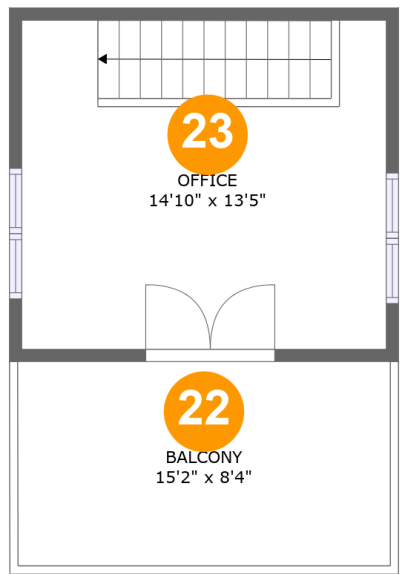 23
OFFICE
14'10" x 13'5"
22
BALCONY
15'2" x 8'4"